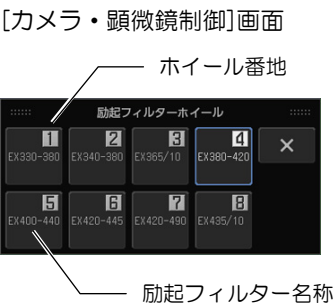 [カメラ・顕微鏡制御]画面
ホイール番地
励起フィルターホイール
1 2 3 4
EX330-380 EX340-380 EX365/10 EX380-420 ×
5 6 7 8
EX400-440 EX420-445 EX420-490 EX435/10
励起フィルター名称